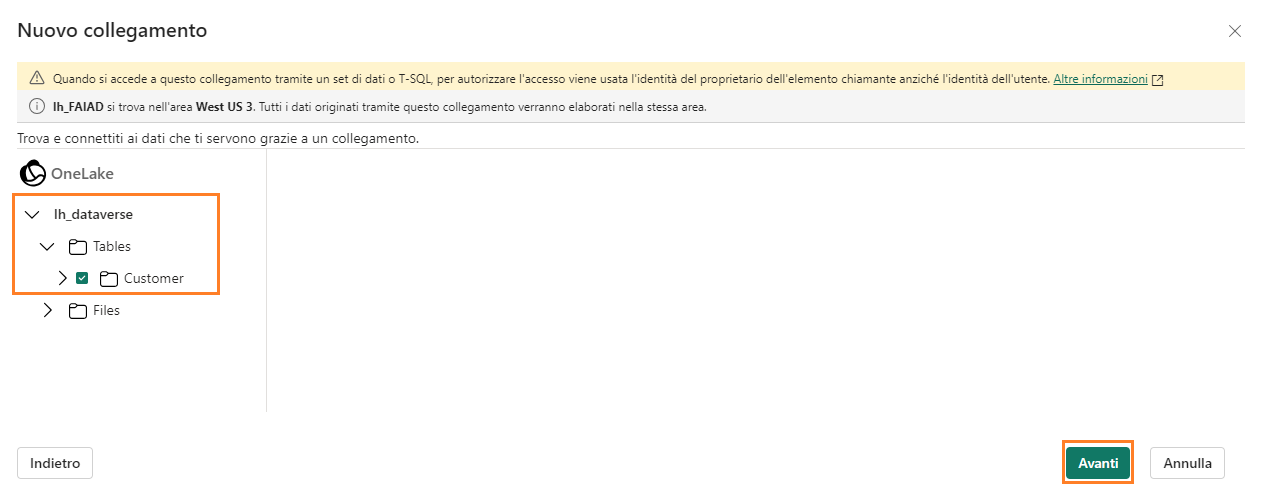 Nuovo collegamento
Quando si accede a questo collegamento tramite un set di dati o T-SQL, per autorizzare l'accesso viene usata l'identità del proprietario dell'elemento chiamante anziché l'identità dell'utente. Altre informazioni
lh_FAIAD si trova nell'area West US 3. Tutti i dati originati tramite questo collegamento verranno elaborati nella stessa area.
Trova e connettiti ai dati che ti servono grazie a un collegamento.
OneLake
lh_dataverse
Tables
Customer
Files
Indietro
Avanti
Annulla